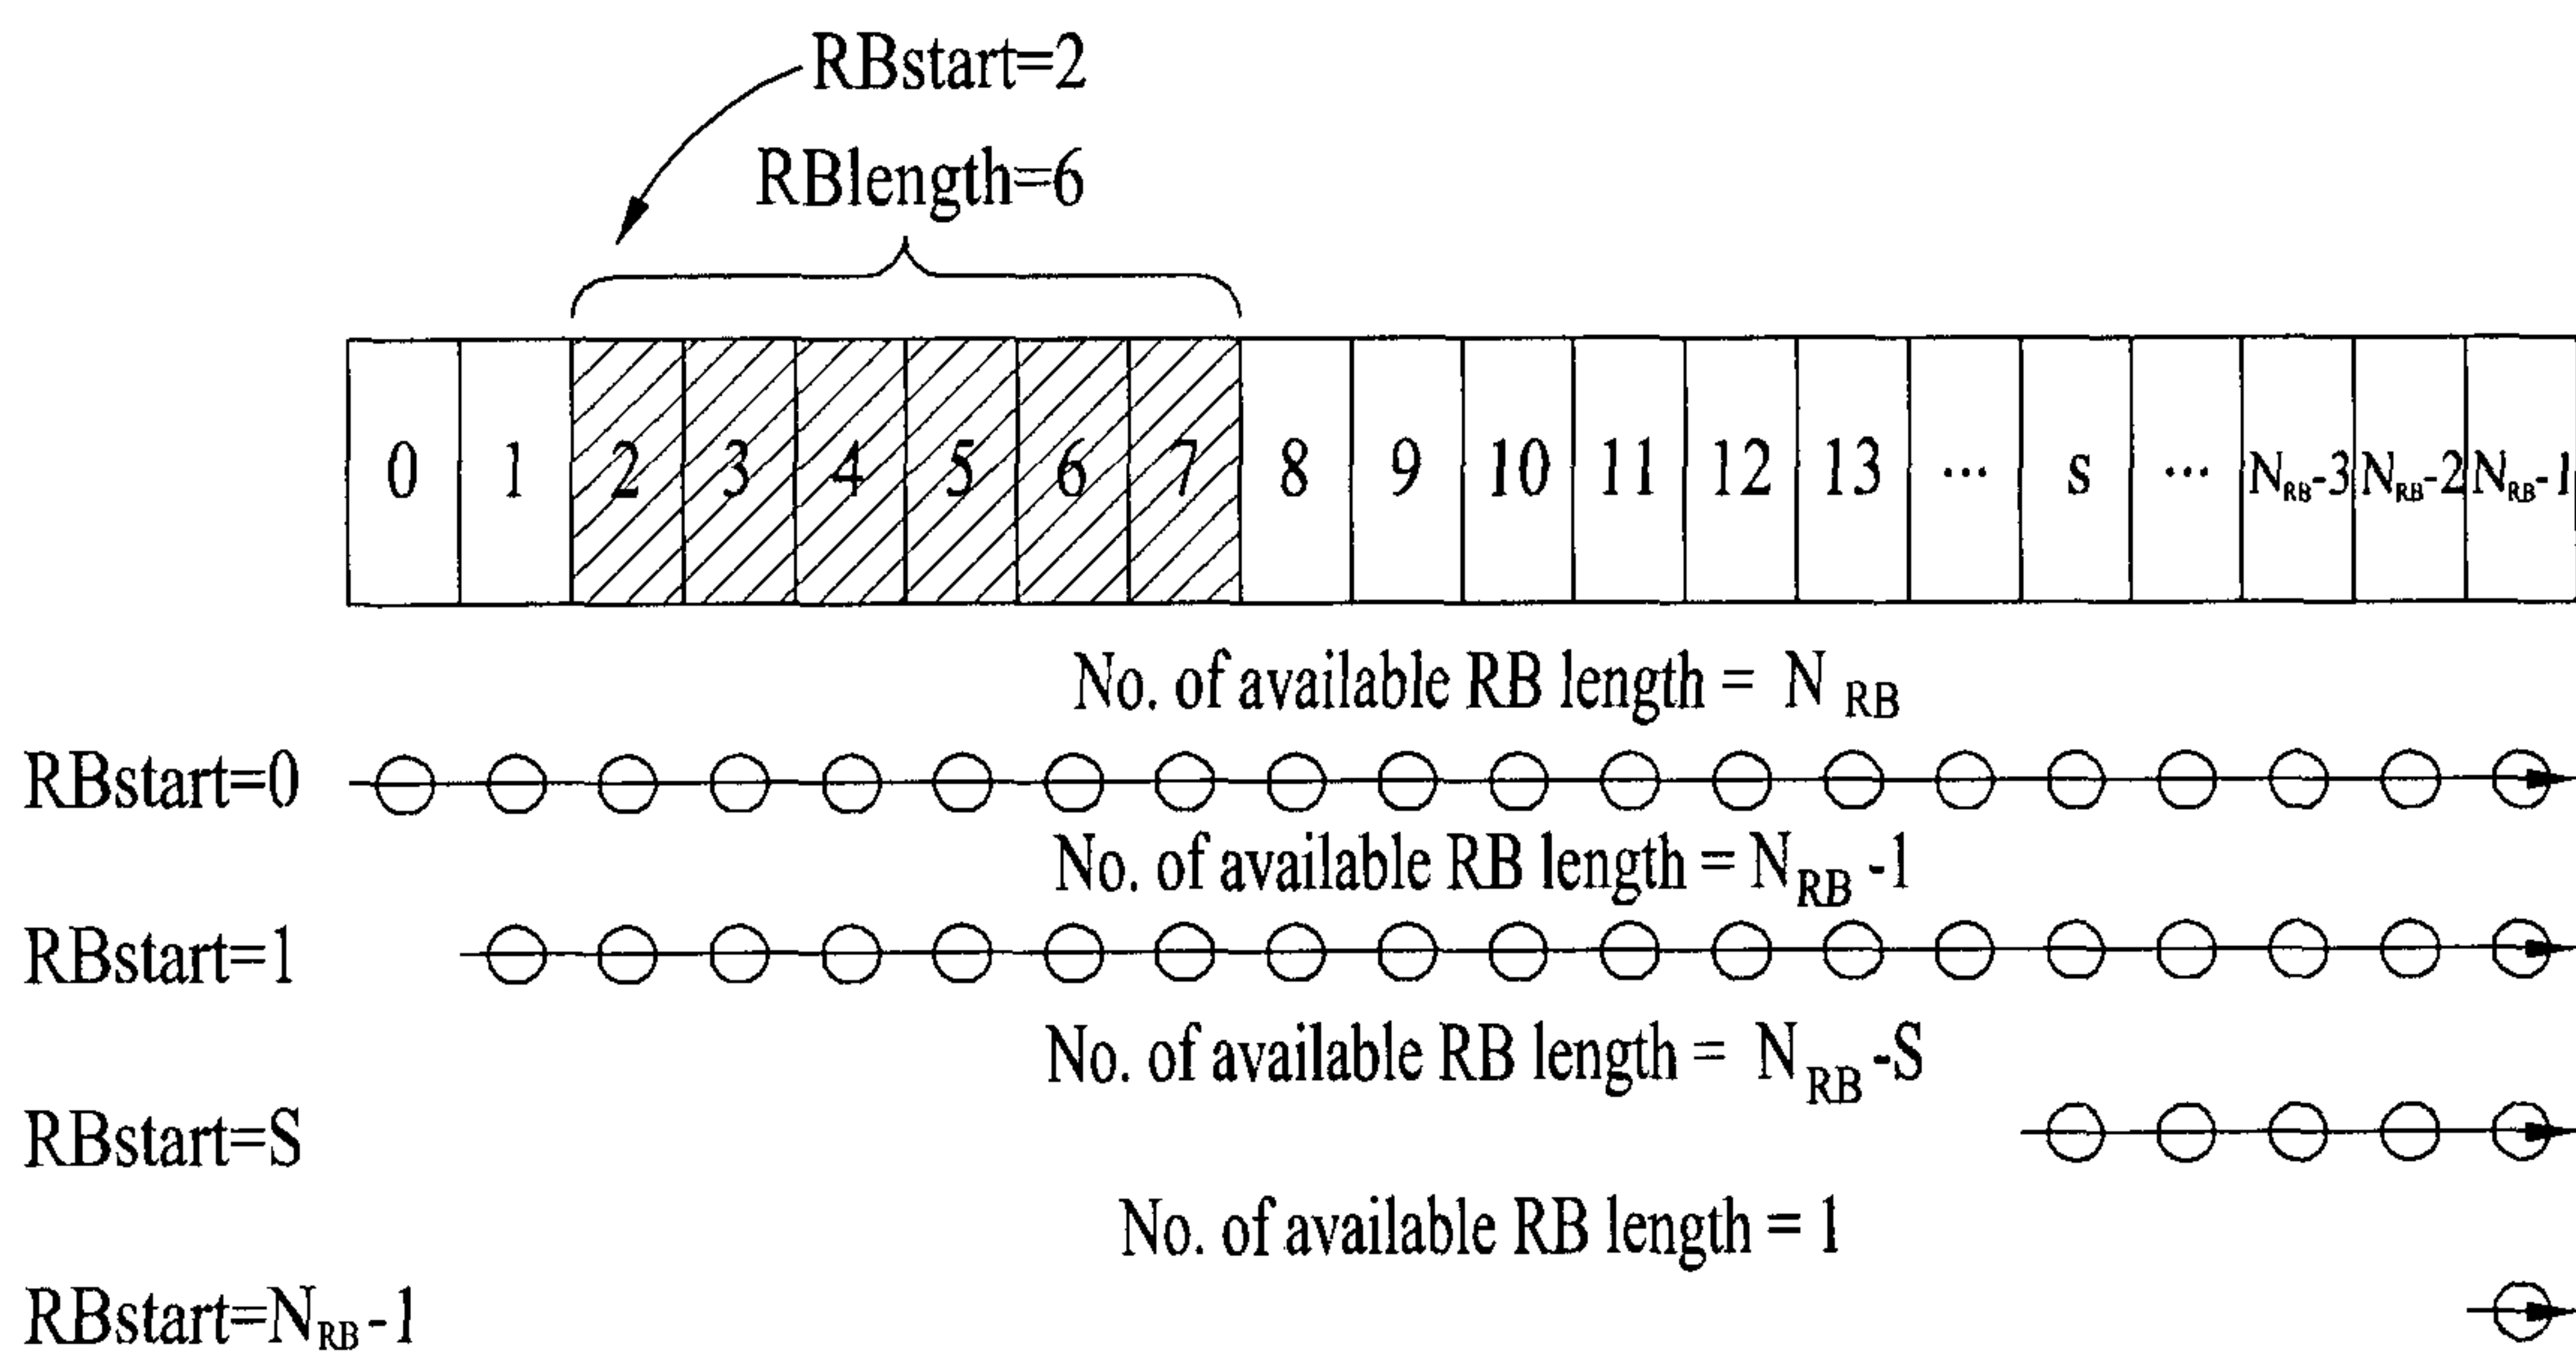 RBstart=2
RBlength=6
0 1 2 3 4 5 6 7 8 9 10 11 12 13 ... s ... N_RB-3 N_RB-2 N_RB-1
No. of available RB length = N_RB
RBstart=0
No. of available RB length = N_RB-1
RBstart=1
No. of available RB length = N_RB-S
RBstart=S
No. of available RB length = 1
RBstart=N_RB-1